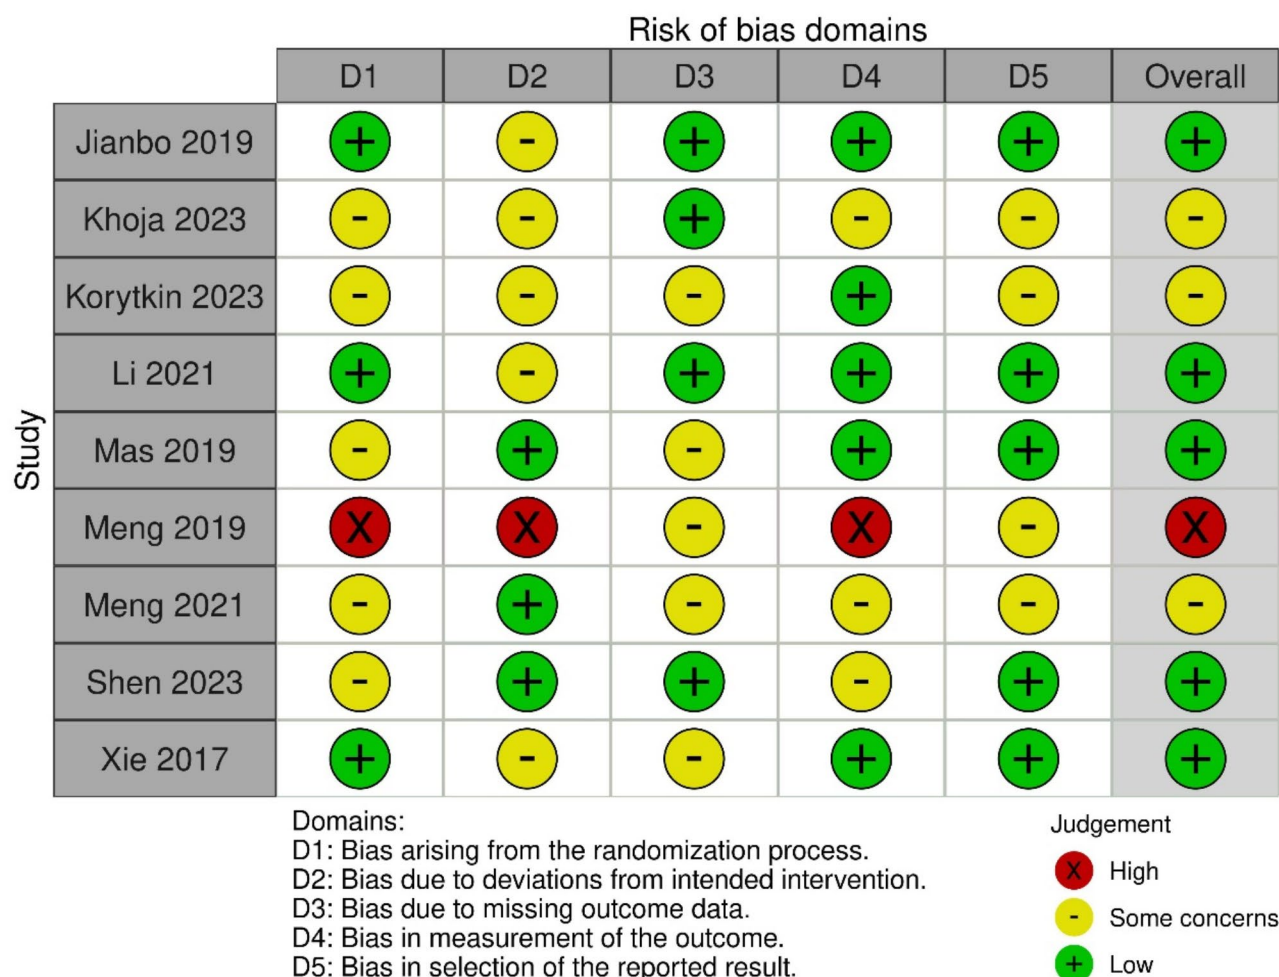 Risk of bias domains
D1 D2 D3 D4 D5 Overall
Study
Jianbo 2019 + - + + + +
Khoja 2023 - - + - - -
Korytkin 2023 - - - + - -
Li 2021 + - + + + +
Mas 2019 - + - + + +
Meng 2019 X X - X - X
Meng 2021 - + - - - -
Shen 2023 - + + - + +
Xie 2017 + - - + + +
Domains:
D1: Bias arising from the randomization process.
D2: Bias due to deviations from intended intervention.
D3: Bias due to missing outcome data.
D4: Bias in measurement of the outcome.
D5: Bias in selection of the reported result.
Judgement
X High
- Some concerns
+ Low